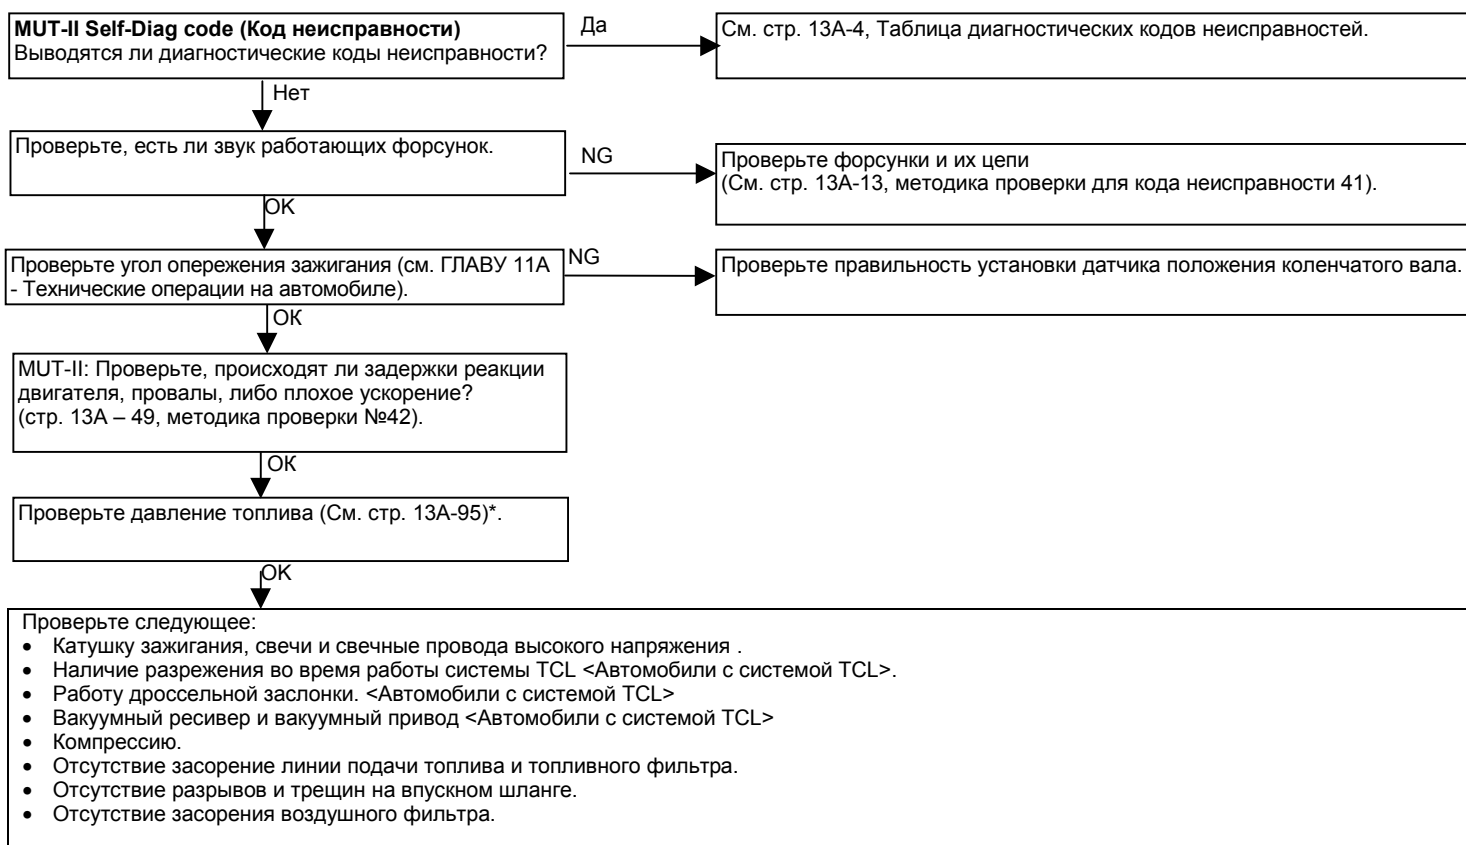 MUT-II Self-Diag code (Код неисправности)
Выводятся ли диагностические коды неисправности?
Да
См. стр. 13А-4, Таблица диагностических кодов неисправностей.
Нет
Проверьте, есть ли звук работающих форсунок.
NG
Проверьте форсунки и их цепи
(См. стр. 13А-13, методика проверки для кода неисправности 41).
OK
Проверьте угол опережения зажигания (см. ГЛАВУ 11А
- Технические операции на автомобиле).
NG
Проверьте правильность установки датчика положения коленчатого вала.
OK
MUT-II: Проверьте, происходят ли задержки реакции
двигателя, провалы, либо плохое ускорение?
(стр. 13А – 49, методика проверки №42).
OK
Проверьте давление топлива (См. стр. 13А-95)*.
OK
Проверьте следующее:
• Катушку зажигания, свечи и свечные провода высокого напряжения .
• Наличие разрежения во время работы системы TCL <Автомобили с системой TCL>.
• Работу дроссельной заслонки. <Автомобили с системой TCL>
• Вакуумный ресивер и вакуумный привод <Автомобили с системой TCL>
• Компрессию.
• Отсутствие засорение линии подачи топлива и топливного фильтра.
• Отсутствие разрывов и трещин на впускном шланге.
• Отсутствие засорения воздушного фильтра.